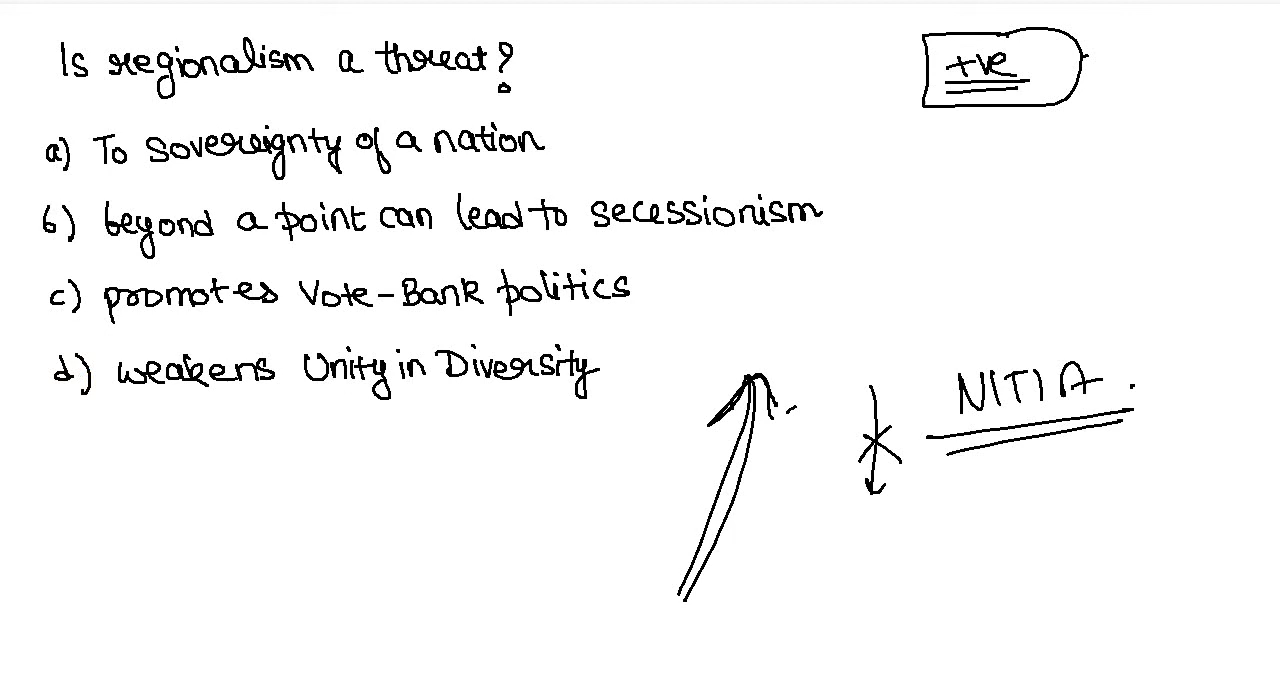 Is regionalism a threat?
+ve
a) To sovereignty of a nation
b) beyond a point can lead to secessionism
c) promotes Vote-Bank politics
d) weakens Unity in Diversity
NITIA.